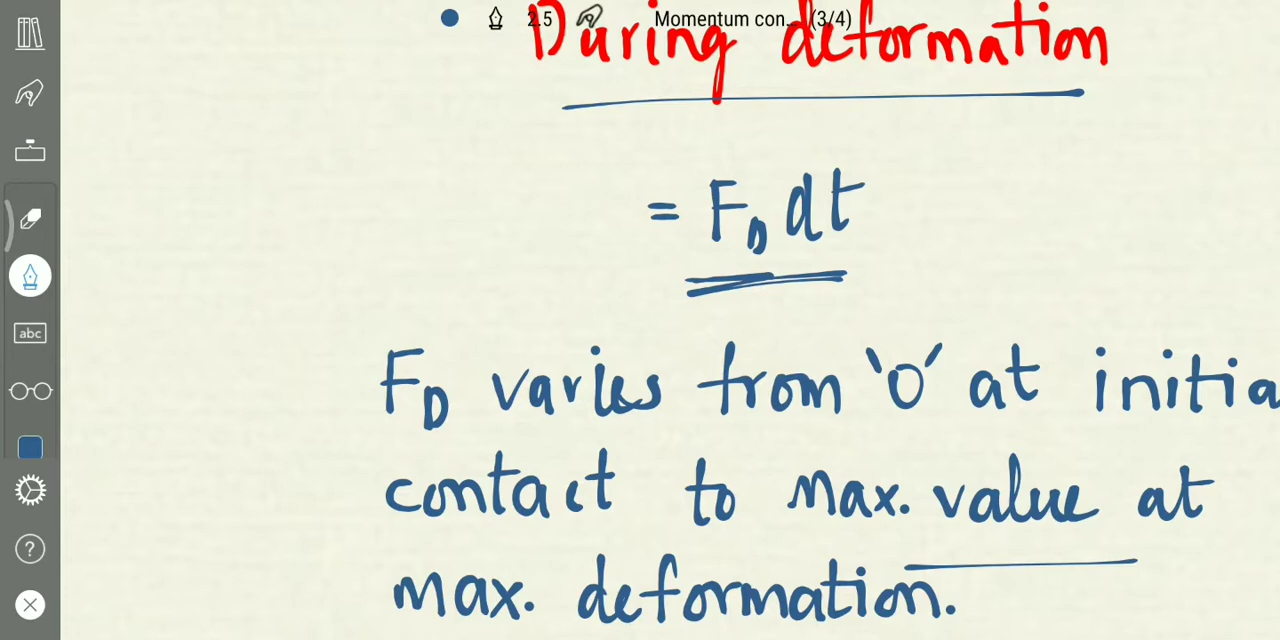 2.5 Momentum con... (3/4)
During deformation
= F_D dt
abc
F_D varies from '0' at initia
contact to max. value at
max. deformation.
?